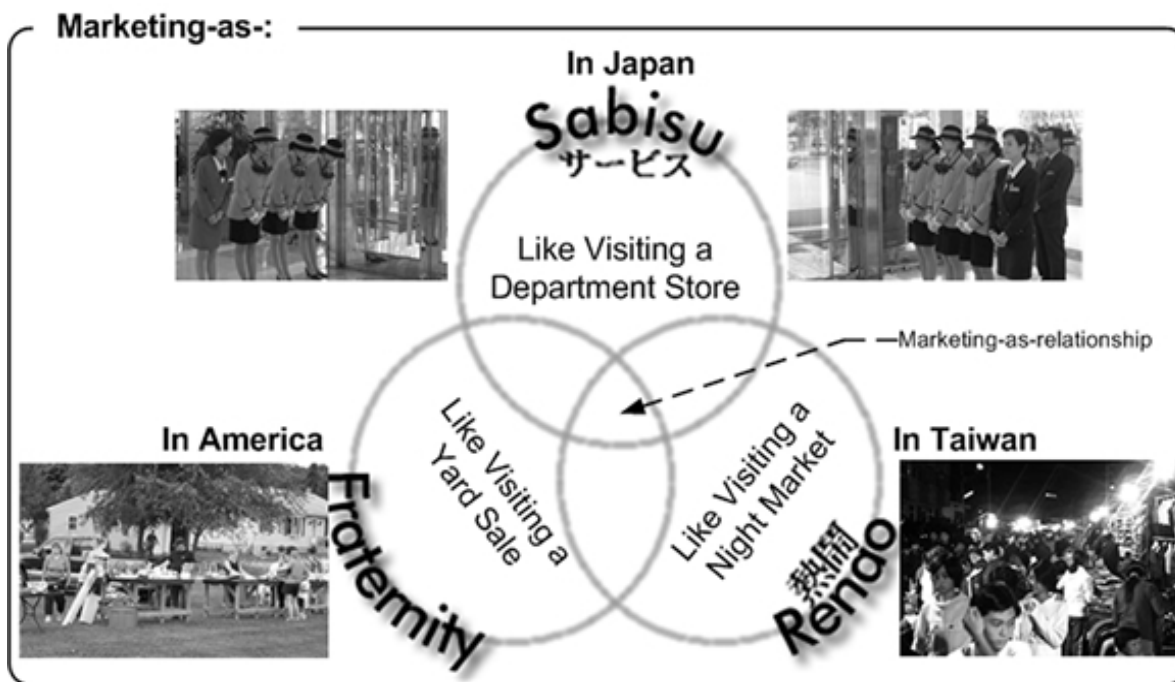 Marketing-as-:
In Japan
Sabisu
サービス
Like Visiting a
Department Store
Marketing-as-relationship
In America
Fraternity
Like Visiting a
Yard Sale
In Taiwan
Like Visiting a
Night Market
熱鬧
Rendo